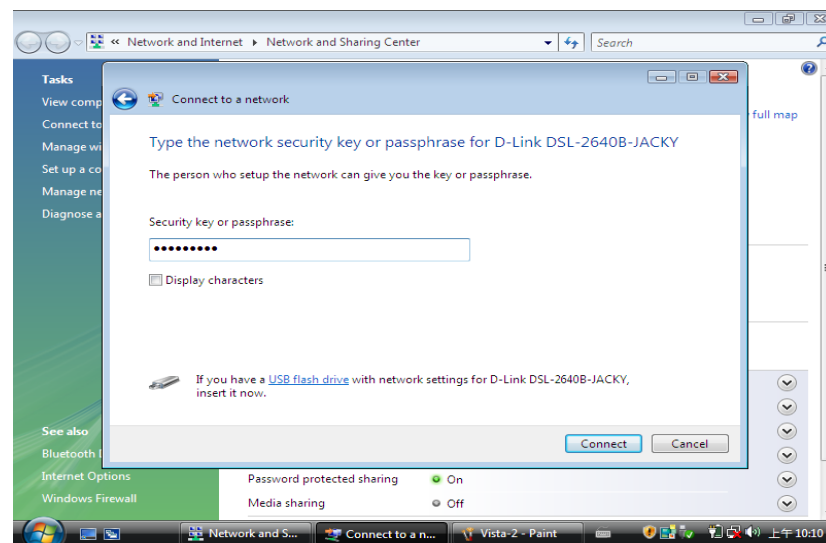 « Network and Internet ▸ Network and Sharing Center
Search
Tasks
View comp
Connect to
Manage wi
Set up a co
Manage ne
Diagnose a
See also
Bluetooth
Internet Options
Windows Firewall
full map
Connect to a network
Type the network security key or passphrase for D-Link DSL-2640B-JACKY
The person who setup the network can give you the key or passphrase.
Security key or passphrase:
•••••••••
Display characters
If you have a USB flash drive with network settings for D-Link DSL-2640B-JACKY,
insert it now.
Connect
Cancel
Password protected sharing
On
Media sharing
Off
Network and S...
Connect to a n...
Vista-2 - Paint
上午 10:10